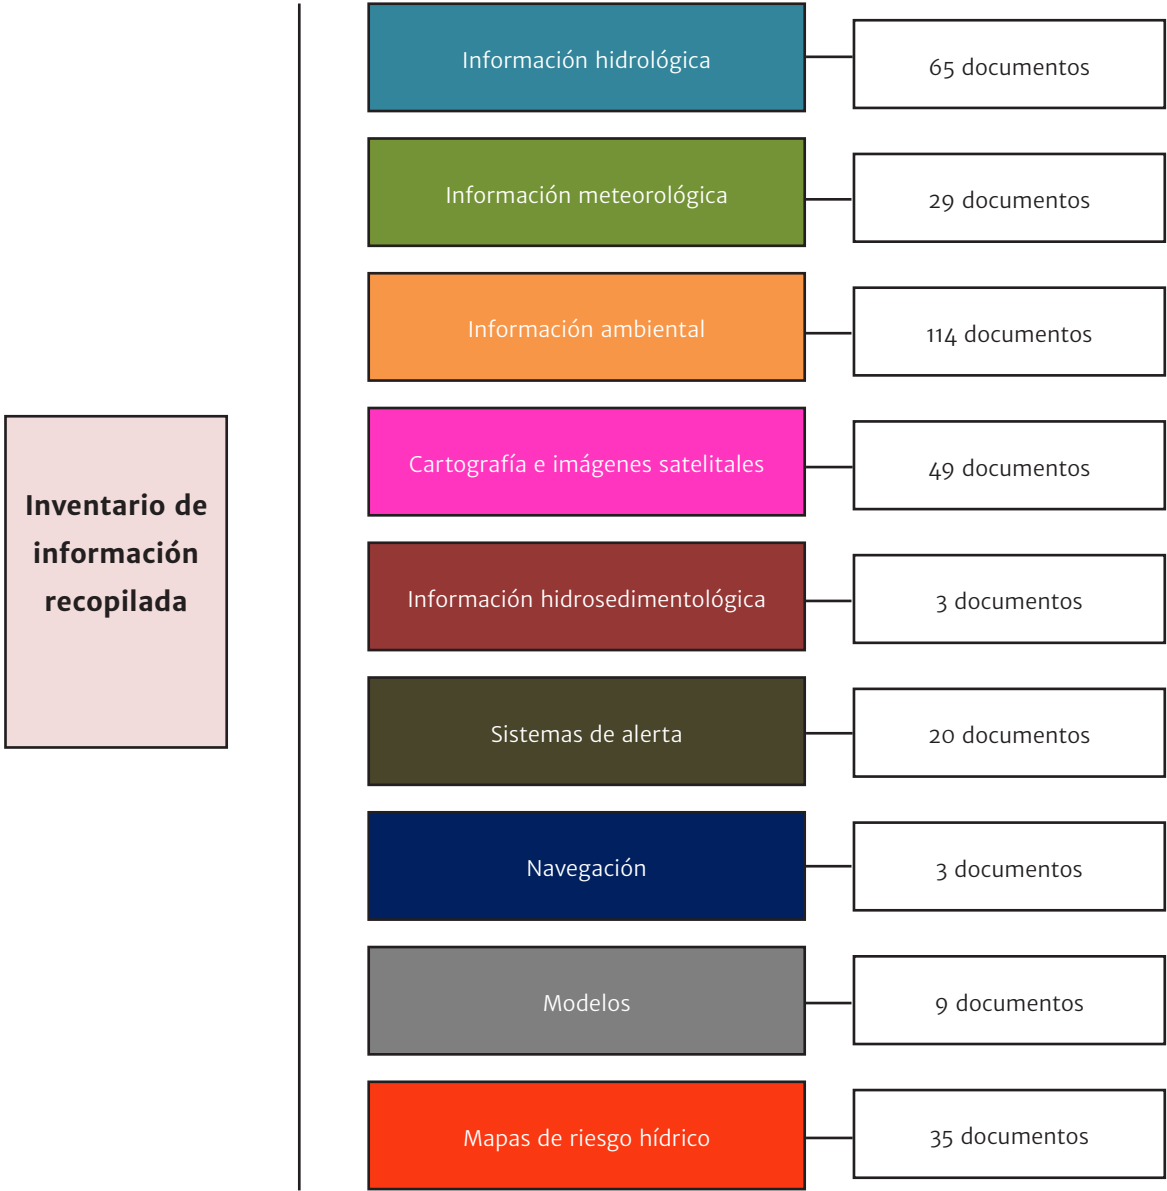 Inventario de
información
recopilada
Información hidrológica
65 documentos
Información meteorológica
29 documentos
Información ambiental
114 documentos
Cartografía e imágenes satelitales
49 documentos
Información hidrosedimentológica
3 documentos
Sistemas de alerta
20 documentos
Navegación
3 documentos
Modelos
9 documentos
Mapas de riesgo hídrico
35 documentos